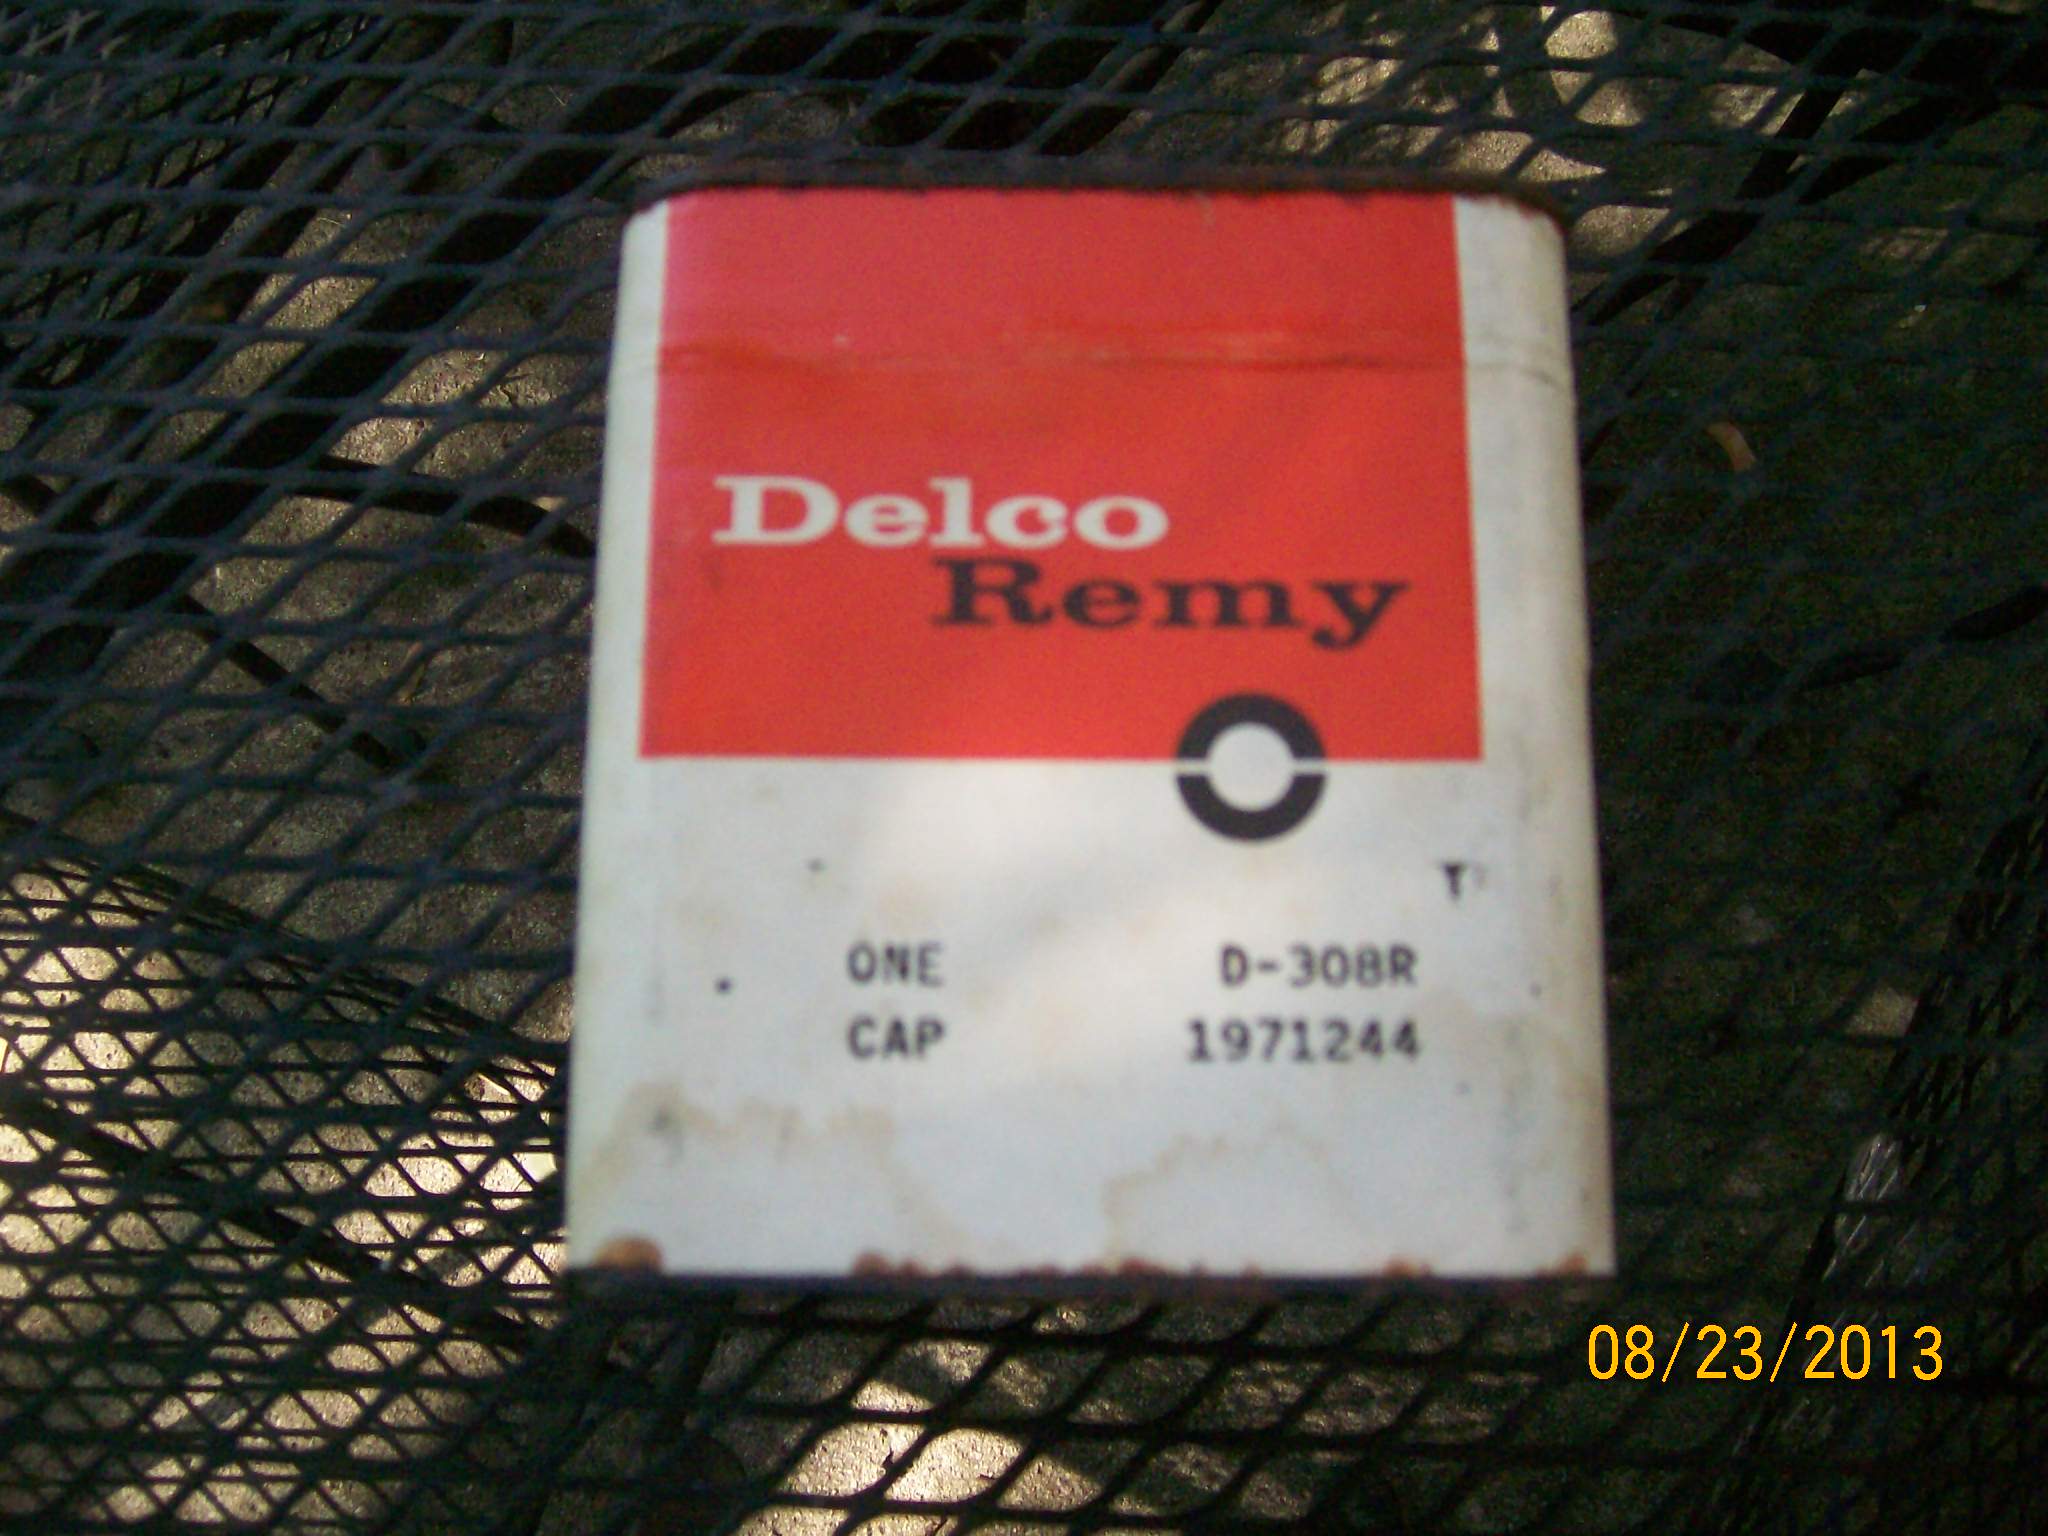 Delco
Remy
T
ONE D-308R
CAP 1971244
08/23/2013